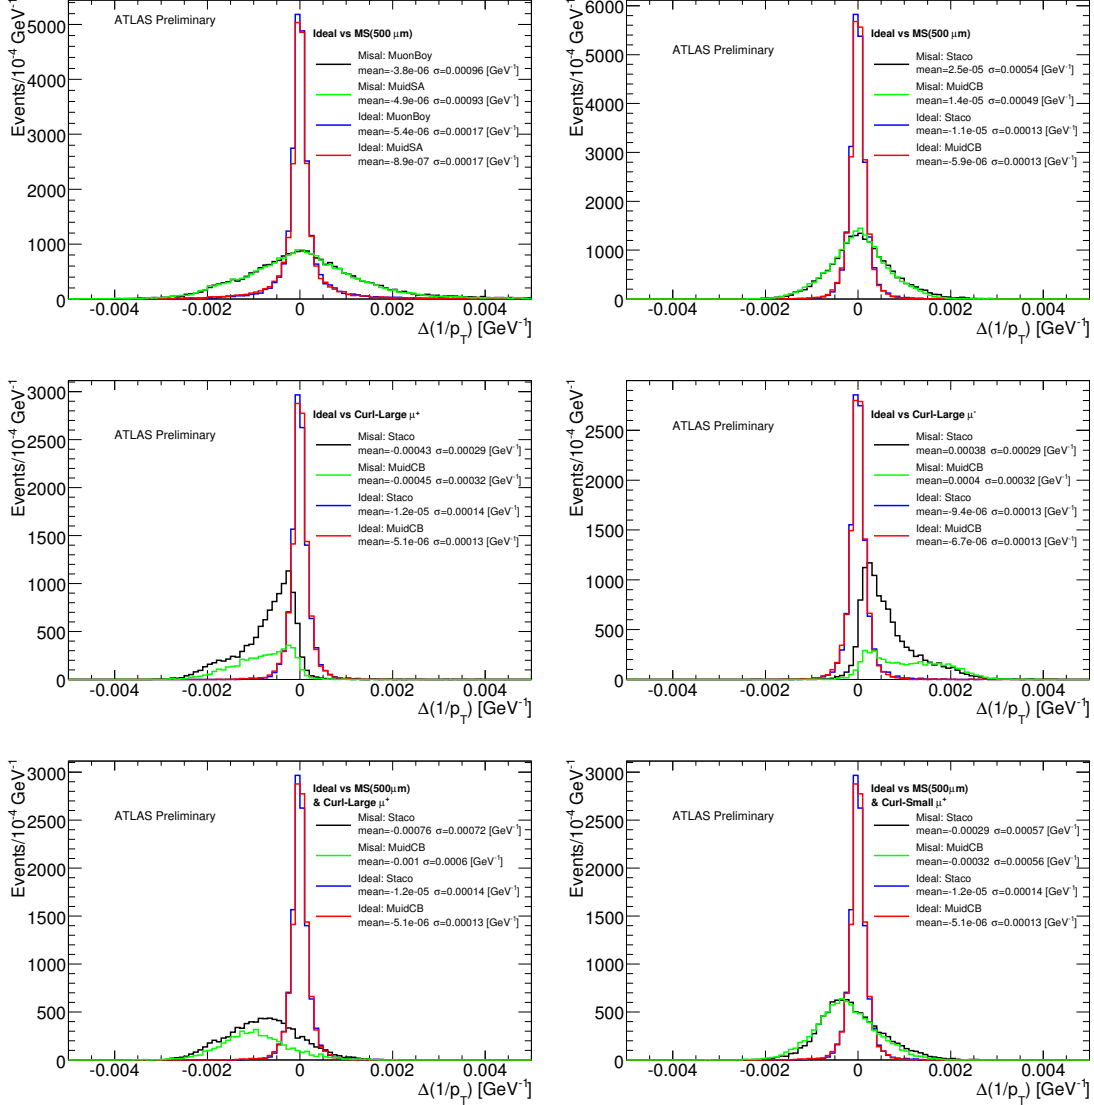 ATLAS Preliminary
Ideal vs MS(500 μm)
Misal: MuonBoy
mean=-3.8e-06 σ=0.00096 [GeV⁻¹]
Misal: MuidSA
mean=-4.9e-06 σ=0.00093 [GeV⁻¹]
Ideal: MuonBoy
mean=-5.4e-06 σ=0.00017 [GeV⁻¹]
Ideal: MuidSA
mean=-8.9e-07 σ=0.00017 [GeV⁻¹]
Events/10⁻⁴ GeV⁻¹
5000
4000
3000
2000
1000
0
-0.004 -0.002 0 0.002 0.004
Δ(1/p_T) [GeV⁻¹]
ATLAS Preliminary
Ideal vs MS(500 μm)
Misal: Staco
mean=2.5e-05 σ=0.00054 [GeV⁻¹]
Misal: MuidCB
mean=1.4e-05 σ=0.00049 [GeV⁻¹]
Ideal: Staco
mean=-1.1e-05 σ=0.00013 [GeV⁻¹]
Ideal: MuidCB
mean=-5.9e-06 σ=0.00013 [GeV⁻¹]
Events/10⁻⁴ GeV⁻¹
6000
5000
4000
3000
2000
1000
0
-0.004 -0.002 0 0.002 0.004
Δ(1/p_T) [GeV⁻¹]
ATLAS Preliminary
Ideal vs Curl-Large μ⁺
Misal: Staco
mean=-0.00043 σ=0.00029 [GeV⁻¹]
Misal: MuidCB
mean=-0.00045 σ=0.00032 [GeV⁻¹]
Ideal: Staco
mean=-1.2e-05 σ=0.00014 [GeV⁻¹]
Ideal: MuidCB
mean=-5.1e-06 σ=0.00013 [GeV⁻¹]
Events/10⁻⁴ GeV⁻¹
3000
2500
2000
1500
1000
500
0
-0.004 -0.002 0 0.002 0.004
Δ(1/p_T) [GeV⁻¹]
ATLAS Preliminary
Ideal vs Curl-Large μ⁻
Misal: Staco
mean=0.00038 σ=0.00029 [GeV⁻¹]
Misal: MuidCB
mean=0.0004 σ=0.00032 [GeV⁻¹]
Ideal: Staco
mean=-9.4e-06 σ=0.00013 [GeV⁻¹]
Ideal: MuidCB
mean=-6.7e-06 σ=0.00013 [GeV⁻¹]
Events/10⁻⁴ GeV⁻¹
2500
2000
1500
1000
500
0
-0.004 -0.002 0 0.002 0.004
Δ(1/p_T) [GeV⁻¹]
ATLAS Preliminary
Ideal vs MS(500μm)
& Curl-Large μ⁺
Misal: Staco
mean=-0.00076 σ=0.00072 [GeV⁻¹]
Misal: MuidCB
mean=-0.001 σ=0.0006 [GeV⁻¹]
Ideal: Staco
mean=-1.2e-05 σ=0.00014 [GeV⁻¹]
Ideal: MuidCB
mean=-5.1e-06 σ=0.00013 [GeV⁻¹]
Events/10⁻⁴ GeV⁻¹
3000
2500
2000
1500
1000
500
0
-0.004 -0.002 0 0.002 0.004
Δ(1/p_T) [GeV⁻¹]
ATLAS Preliminary
Ideal vs MS(500μm)
& Curl-Small μ⁺
Misal: Staco
mean=-0.00029 σ=0.00057 [GeV⁻¹]
Misal: MuidCB
mean=-0.00032 σ=0.00056 [GeV⁻¹]
Ideal: Staco
mean=-1.2e-05 σ=0.00014 [GeV⁻¹]
Ideal: MuidCB
mean=-5.1e-06 σ=0.00013 [GeV⁻¹]
Events/10⁻⁴ GeV⁻¹
3000
2500
2000
1500
1000
500
0
-0.004 -0.002 0 0.002 0.004
Δ(1/p_T) [GeV⁻¹]